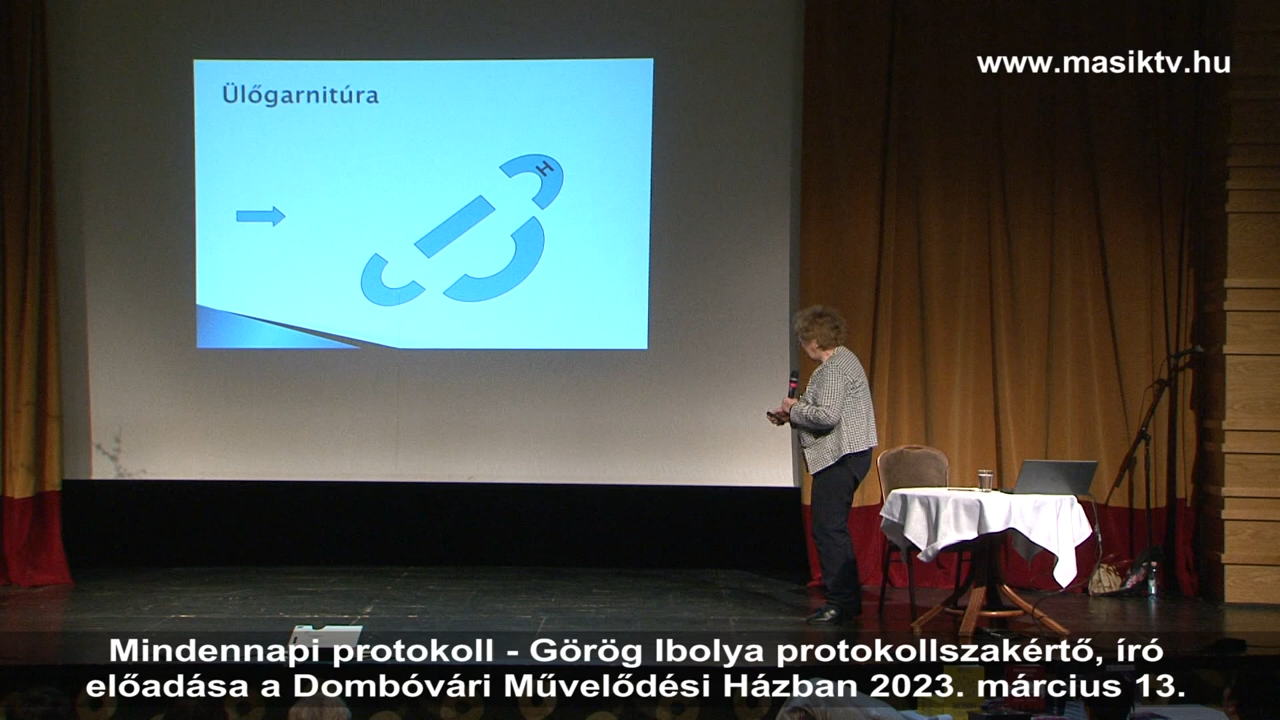 www.masiktv.hu
Ülőgarnitúra
H
Mindennapi protokoll - Görög Ibolya protokollszakértő, író
előadása a Dombóvári Művelődési Házban 2023. március 13.